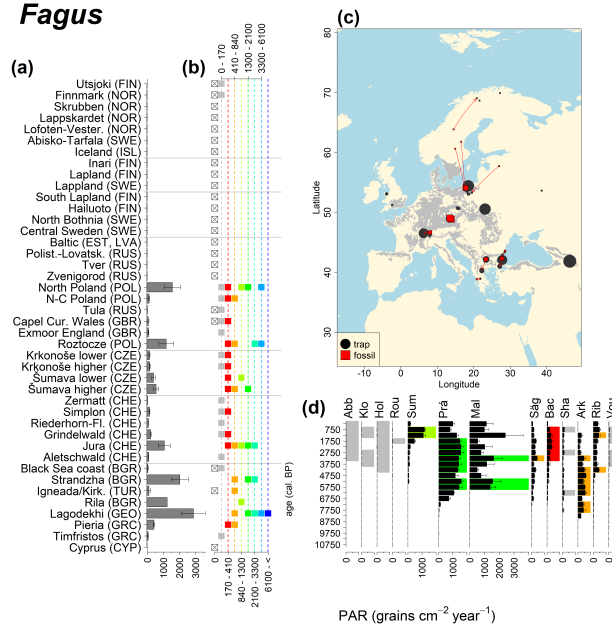 Fagus
(a)
(b)
0 - 170
170 - 410
410 - 840
840 - 1300
1300 - 2100
2100 - 3300
3300 - 6100
6100 - <
age (cal. BP)
Utsjoki (FIN)
Finnmark (NOR)
Skrubben (NOR)
Lappskardet (NOR)
Lofoten-Vester. (NOR)
Abisko-Tarfala (SWE)
Iceland (ISL)
Inari (FIN)
Lapland (FIN)
Lappland (SWE)
South Lapland (FIN)
Hailuoto (FIN)
North Bothnia (SWE)
Central Sweden (SWE)
Baltic (EST, LVA)
Polist.-Lovatsk. (RUS)
Tver (RUS)
Zvenigorod (RUS)
North Poland (POL)
N-C Poland (POL)
Tula (RUS)
Capel Cur. Wales (GBR)
Exmoor England (GBR)
Roztocze (POL)
Krkonoše lower (CZE)
Krkonoše higher (CZE)
Šumava lower (CZE)
Šumava higher (CZE)
Zermatt (CHE)
Simplon (CHE)
Riederhorn-Fl. (CHE)
Grindelwald (CHE)
Jura (CHE)
Aletschwald (CHE)
Black Sea coast (BGR)
Strandzha (BGR)
Igneada/Kirk. (TUR)
Rila (BGR)
Lagodekhi (GEO)
Pieria (GRC)
Timfristos (GRC)
Cyprus (CYP)
0
1000
2000
3000
(c)
80
70
60
50
40
30
Latitude
trap
fossil
-10 0 10 20 30 40
Longitude
(d)
Abb
Klo
Hol
Rou
Sum
Prá
Mal
Ság
Bac
Sha
Ark
Rib
750
1750
2750
3750
4750
5750
6750
7750
8750
9750
10750
0 0 0 0 0 1000 0 1000 0 1000 2000 3000 0 0 0 0 0 0
PAR (grains cm⁻² year⁻¹)